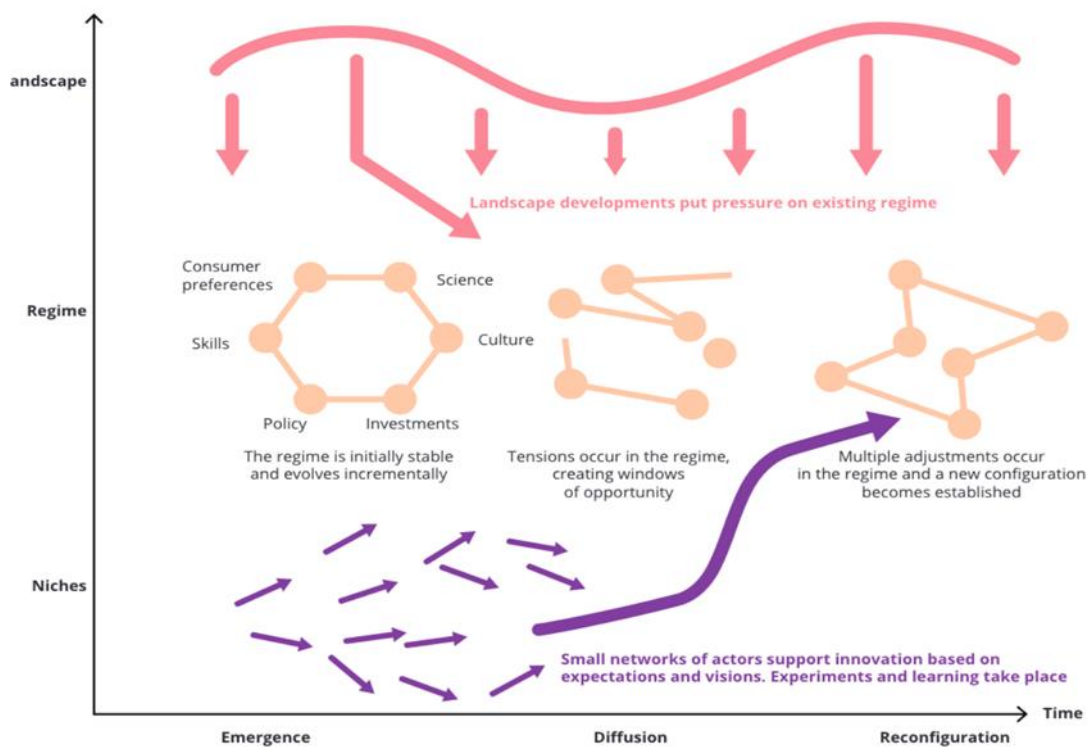 andscape
Landscape developments put pressure on existing regime
Consumer
preferences
Science
Regime
Skills
Culture
Policy
Investments
The regime is initially stable
and evolves incrementally
Tensions occur in the regime,
creating windows
of opportunity
Multiple adjustments occur
in the regime and a new configuration
becomes established
Niches
Small networks of actors support innovation based on
expectations and visions. Experiments and learning take place
Time
Emergence
Diffusion
Reconfiguration